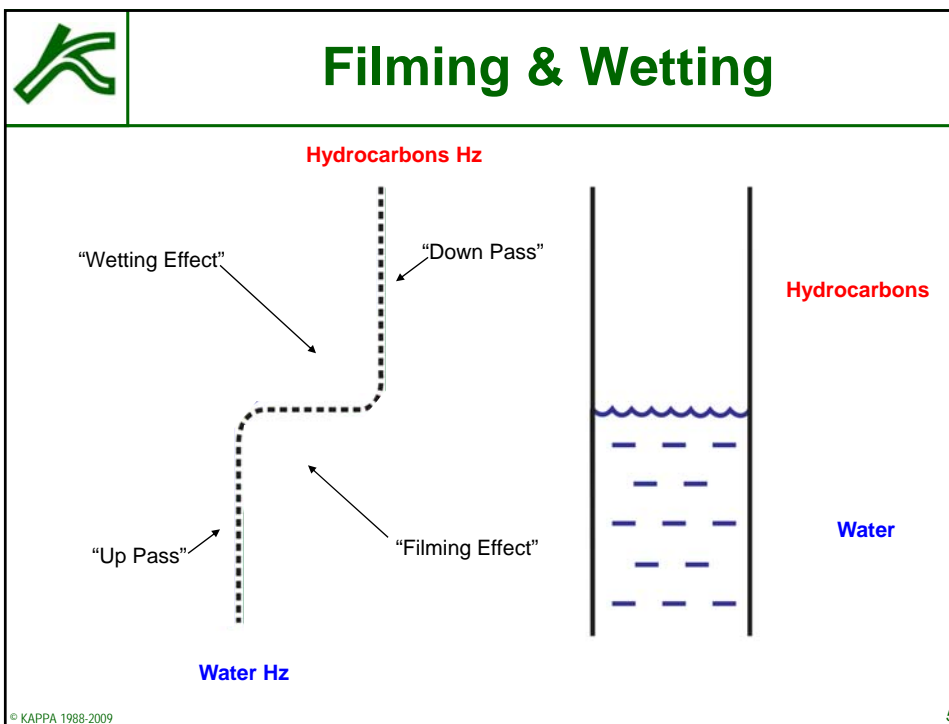 Filming & Wetting
Hydrocarbons Hz
“Wetting Effect”
“Down Pass”
Hydrocarbons
“Up Pass”
“Filming Effect”
Water
Water Hz
© KAPPA 1988-2009